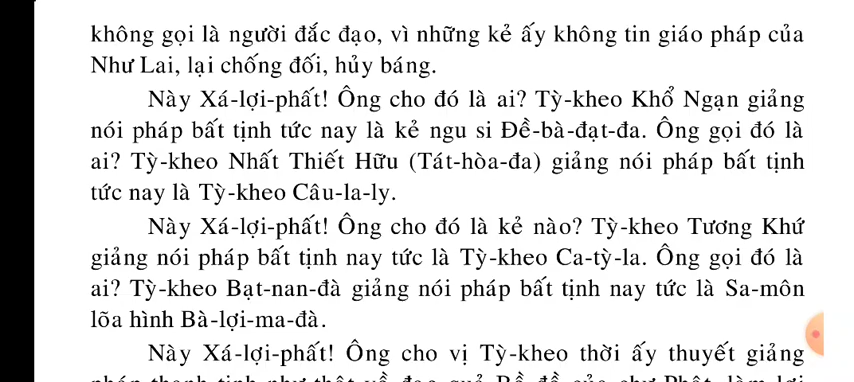 không gọi là người đắc đạo, vì những kẻ ấy không tin giáo pháp của
Như Lai, lại chống đối, hủy báng.
Này Xá-lợi-phất! Ông cho đó là ai? Tỳ-kheo Khổ Ngạn giảng
nói pháp bất tịnh tức nay là kẻ ngu si Đề-bà-đạt-đa. Ông gọi đó là
ai? Tỳ-kheo Nhất Thiết Hữu (Tát-hòa-đa) giảng nói pháp bất tịnh
tức nay là Tỳ-kheo Câu-la-ly.
Này Xá-lợi-phất! Ông cho đó là kẻ nào? Tỳ-kheo Tương Khứ
giảng nói pháp bất tịnh nay tức là Tỳ-kheo Ca-tỳ-la. Ông gọi đó là
ai? Tỳ-kheo Bạt-nan-đà giảng nói pháp bất tịnh nay tức là Sa-môn
lõa hình Bà-lợi-ma-đà.
Này Xá-lợi-phất! Ông cho vị Tỳ-kheo thời ấy thuyết giảng